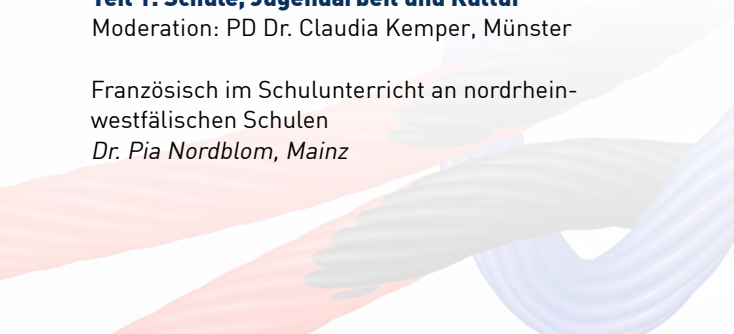 Teil 1: Schule, Jugendarbeit und Kultur
Moderation: PD Dr. Claudia Kemper, Münster
Französisch im Schulunterricht an nordrhein-
westfälischen Schulen
Dr. Pia Nordblom, Mainz